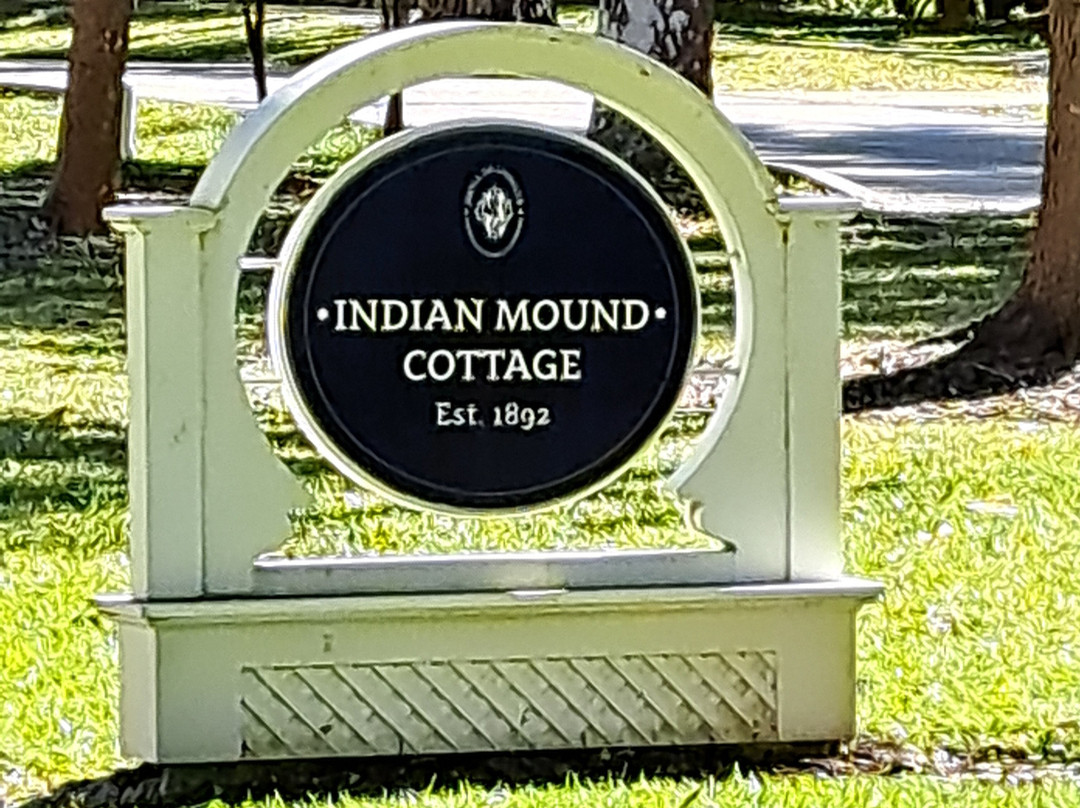 •INDIAN MOUND•
COTTAGE
Est. 1892